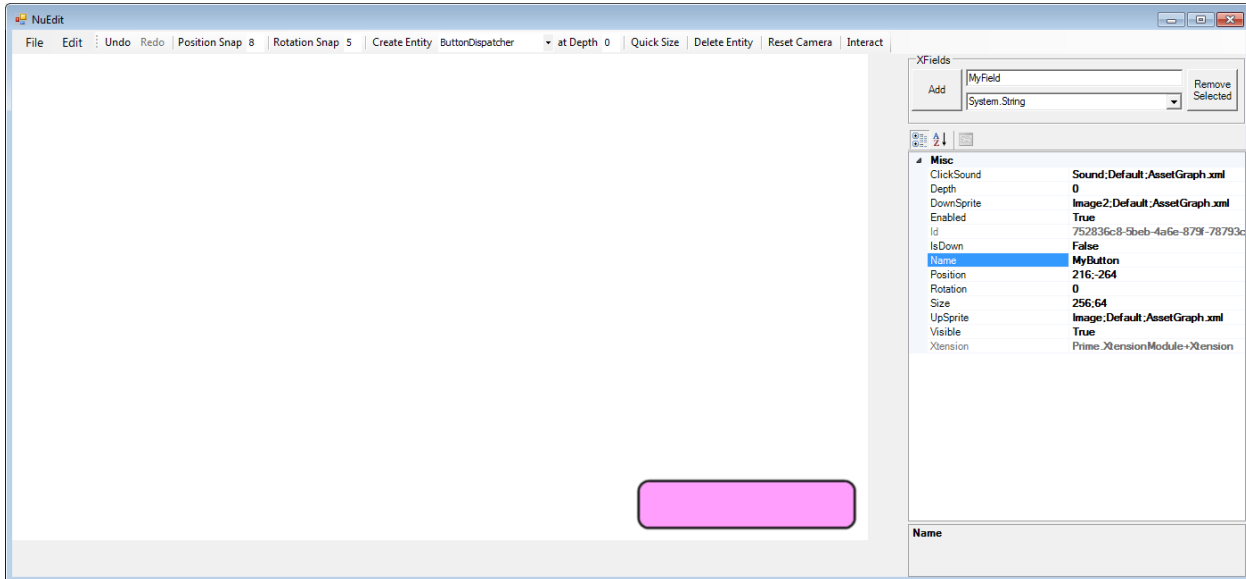 NuEdit
File Edit Undo Redo Position Snap 8 Rotation Snap 5 Create Entity ButtonDispatcher at Depth 0 Quick Size Delete Entity Reset Camera Interact
XFields
Add
MyField
System.String
Remove
Selected
Misc
ClickSound Sound;Default;AssetGraph.xml
Depth 0
DownSprite Image2;Default;AssetGraph.xml
Enabled True
Id 752836c8-5beb-4a6e-879f-78793c
IsDown False
Name MyButton
Position 216;-264
Rotation 0
Size 256;64
UpSprite Image;Default;AssetGraph.xml
Visible True
Xtension Prime.XtensionModule+Xtension
Name